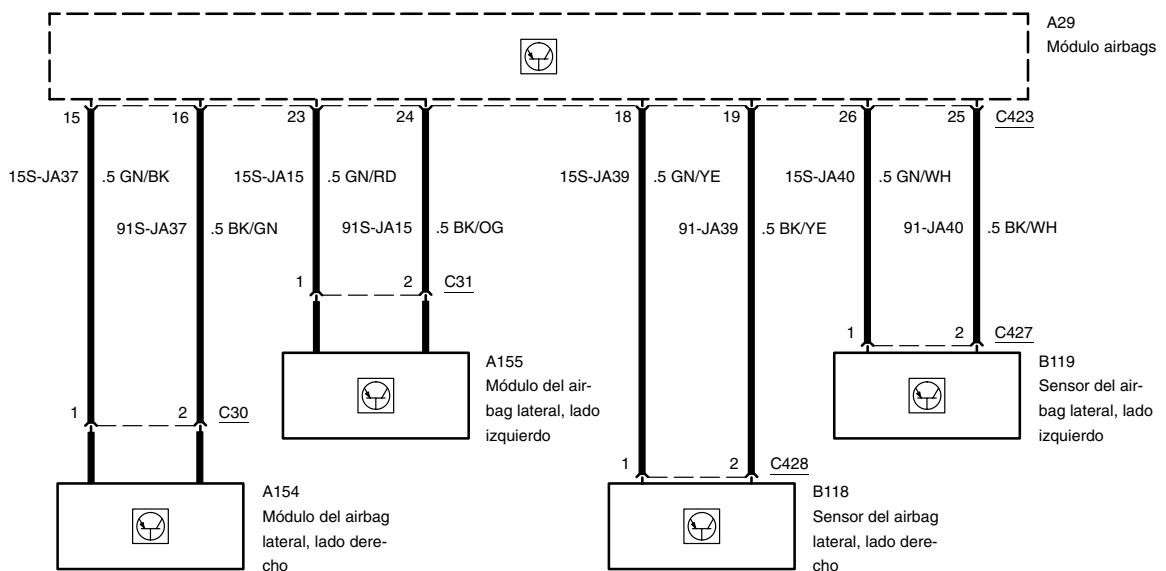 A29
Módulo airbags
15 16 23 24 18 19 26 25 C423
15S-JA37 .5 GN/BK 15S-JA15 .5 GN/RD 15S-JA39 .5 GN/YE 15S-JA40 .5 GN/WH
91S-JA37 .5 BK/GN 91S-JA15 .5 BK/OG 91-JA39 .5 BK/YE 91-JA40 .5 BK/WH
1 2 C31
1 2 C427
A155
Módulo del air-
bag lateral, lado
izquierdo
B119
Sensor del air-
bag lateral, lado
izquierdo
1 2 C30
1 2 C428
A154
Módulo del airbag
lateral, lado dere-
cho
B118
Sensor del airbag
lateral, lado dere-
cho